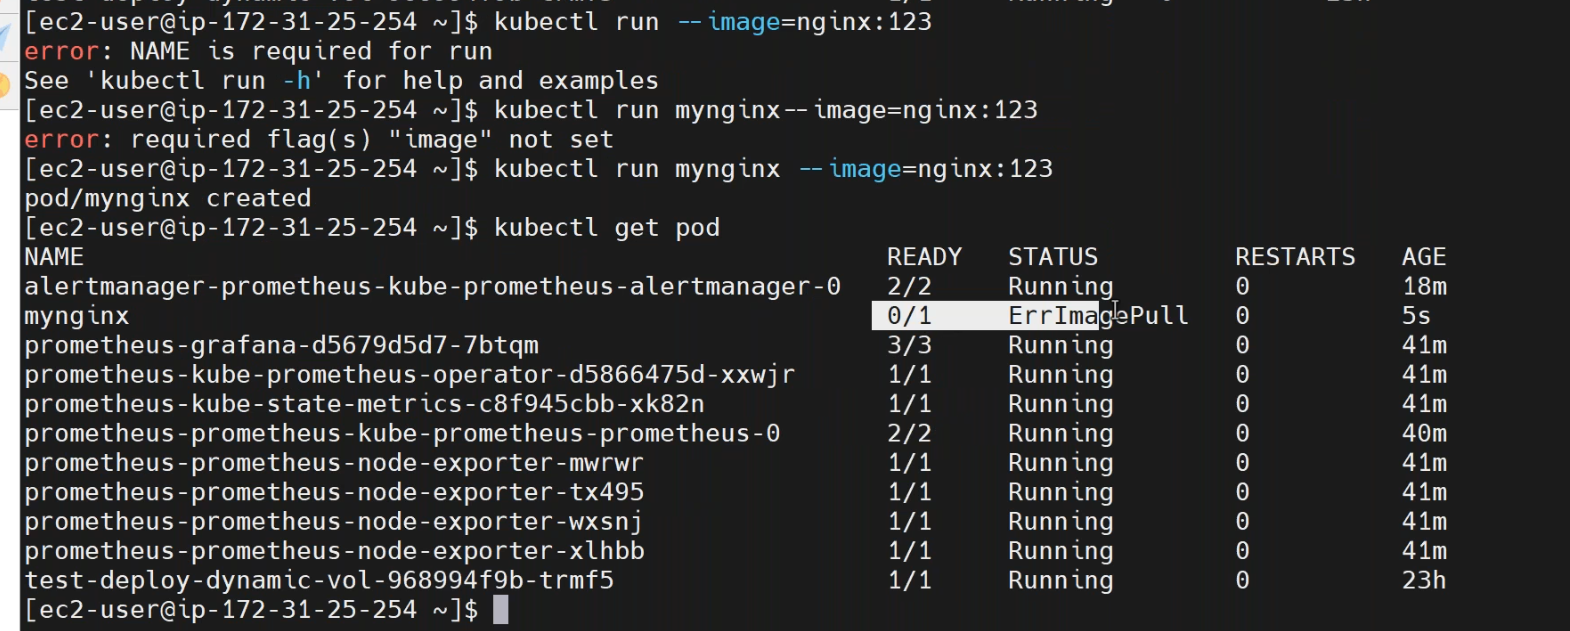 [ec2-user@ip-172-31-25-254 ~]$ kubectl run --image=nginx:123
error: NAME is required for run
See 'kubectl run -h' for help and examples
[ec2-user@ip-172-31-25-254 ~]$ kubectl run mynginx--image=nginx:123
error: required flag(s) "image" not set
[ec2-user@ip-172-31-25-254 ~]$ kubectl run mynginx --image=nginx:123
pod/mynginx created
[ec2-user@ip-172-31-25-254 ~]$ kubectl get pod
NAME READY STATUS RESTARTS AGE
alertmanager-prometheus-kube-prometheus-alertmanager-0 2/2 Running 0 18m
mynginx 0/1 ErrImagePull 0 5s
prometheus-grafana-d5679d5d7-7btqm 3/3 Running 0 41m
prometheus-kube-prometheus-operator-d5866475d-xxwjr 1/1 Running 0 41m
prometheus-kube-state-metrics-c8f945cbb-xk82n 1/1 Running 0 41m
prometheus-prometheus-kube-prometheus-prometheus-0 2/2 Running 0 40m
prometheus-prometheus-node-exporter-mwrwr 1/1 Running 0 41m
prometheus-prometheus-node-exporter-tx495 1/1 Running 0 41m
prometheus-prometheus-node-exporter-wxsnj 1/1 Running 0 41m
prometheus-prometheus-node-exporter-xlhbb 1/1 Running 0 41m
test-deploy-dynamic-vol-968994f9b-trmf5 1/1 Running 0 23h
[ec2-user@ip-172-31-25-254 ~]$